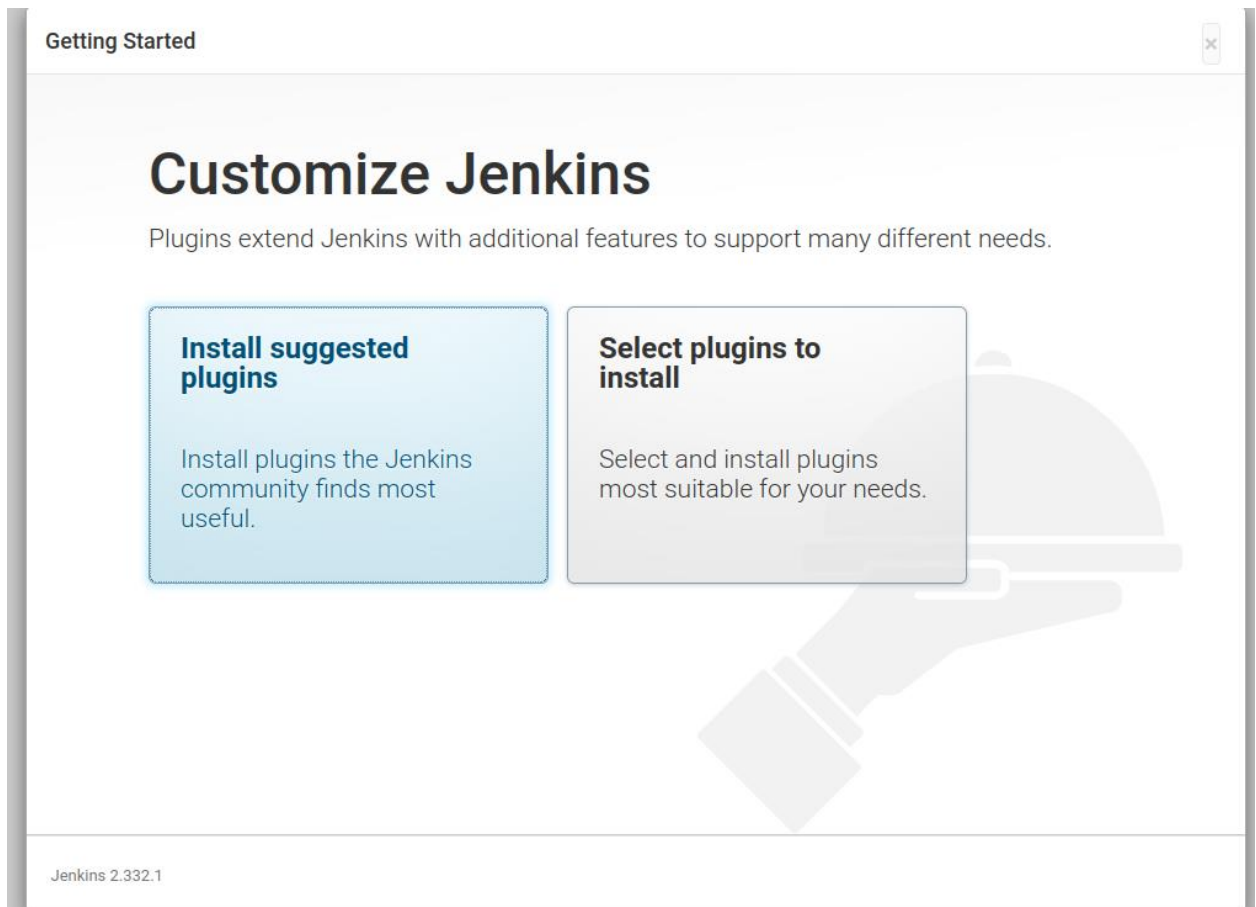 Getting Started
×
Customize Jenkins
Plugins extend Jenkins with additional features to support many different needs.
Install suggested
plugins
Install plugins the Jenkins
community finds most
useful.
Select plugins to
install
Select and install plugins
most suitable for your needs.
Jenkins 2.332.1